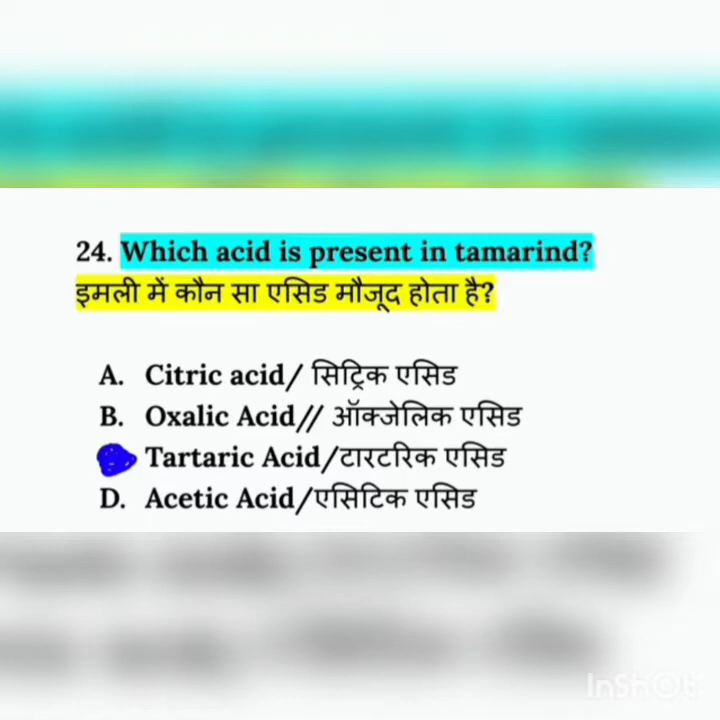 24. Which acid is present in tamarind?
इमली में कौन सा एसिड मौजूद होता है?
A. Citric acid/ सिट्रिक एसिड
B. Oxalic Acid// ऑक्जेलिक एसिड
Tartaric Acid/टारटरिक एसिड
D. Acetic Acid/एसिटिक एसिड
InShOt